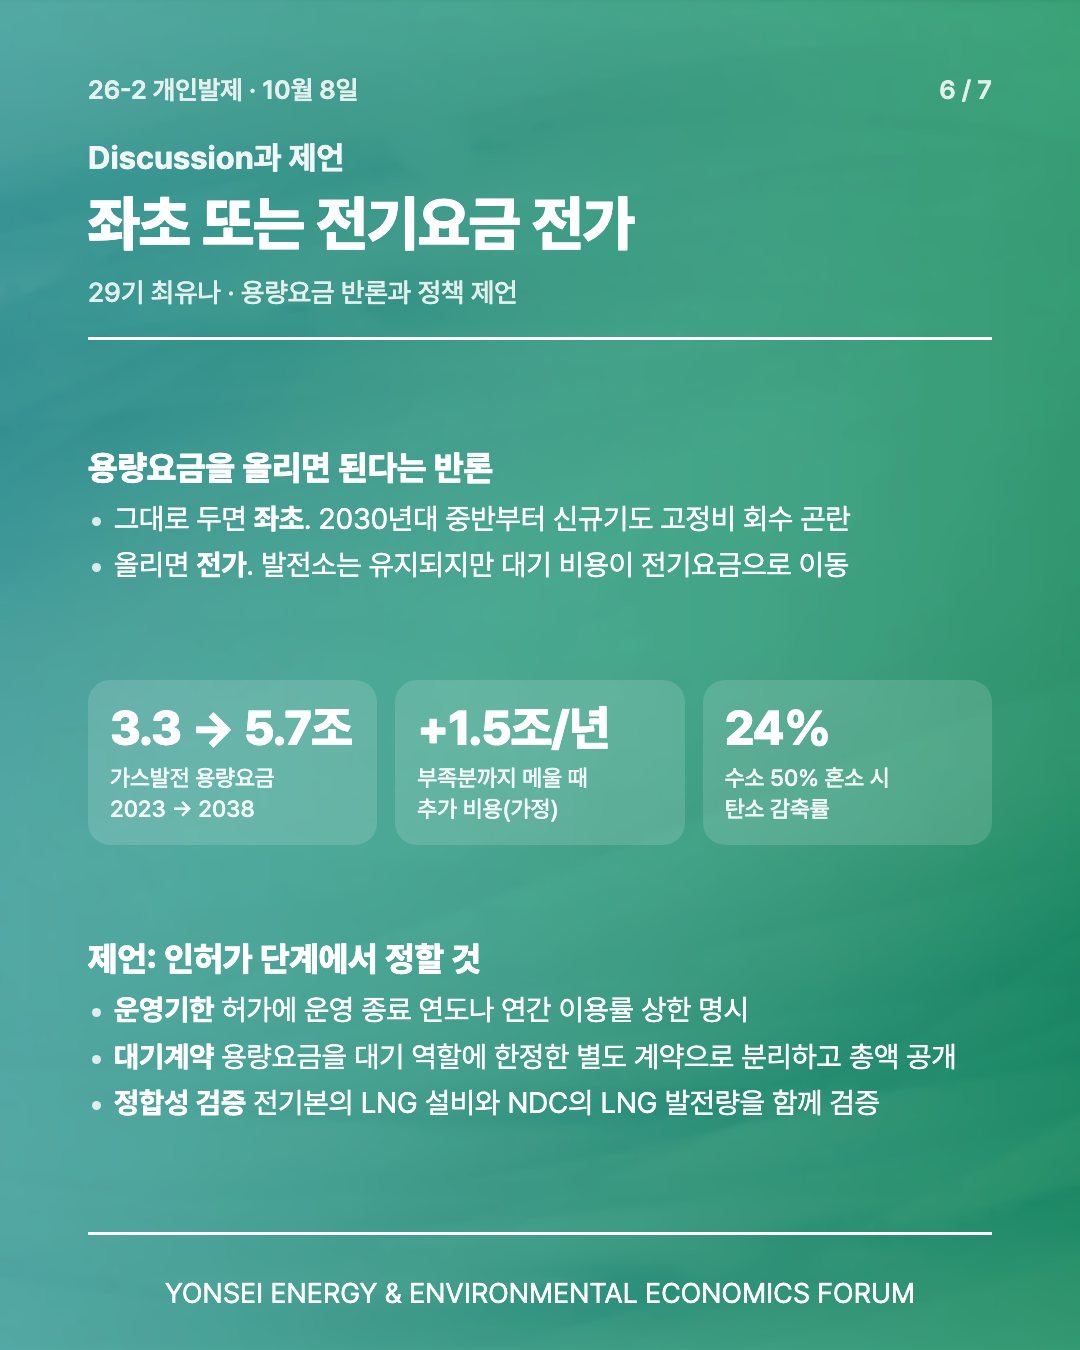 26-2 개인발제 · 10월 8일
6 / 7
Discussion과 제언
좌초 또는 전기요금 전가
29기 최유나 · 용량요금 반론과 정책 제언
용량요금을 올리면 된다는 반론
• 그대로 두면 좌초. 2030년대 중반부터 신규기도 고정비 회수 곤란
• 올리면 전가. 발전소는 유지되지만 대기 비용이 전기요금으로 이동
3.3 → 5.7조
가스발전 용량요금
2023 → 2038
+1.5조/년
부족분까지 메울 때
추가 비용(가정)
24%
수소 50% 혼소 시
탄소 감축률
제언: 인허가 단계에서 정할 것
• 운영기한 허가에 운영 종료 연도나 연간 이용률 상한 명시
• 대기계약 용량요금을 대기 역할에 한정한 별도 계약으로 분리하고 총액 공개
• 정합성 검증 전기본의 LNG 설비와 NDC의 LNG 발전량을 함께 검증
YONSEI ENERGY & ENVIRONMENTAL ECONOMICS FORUM